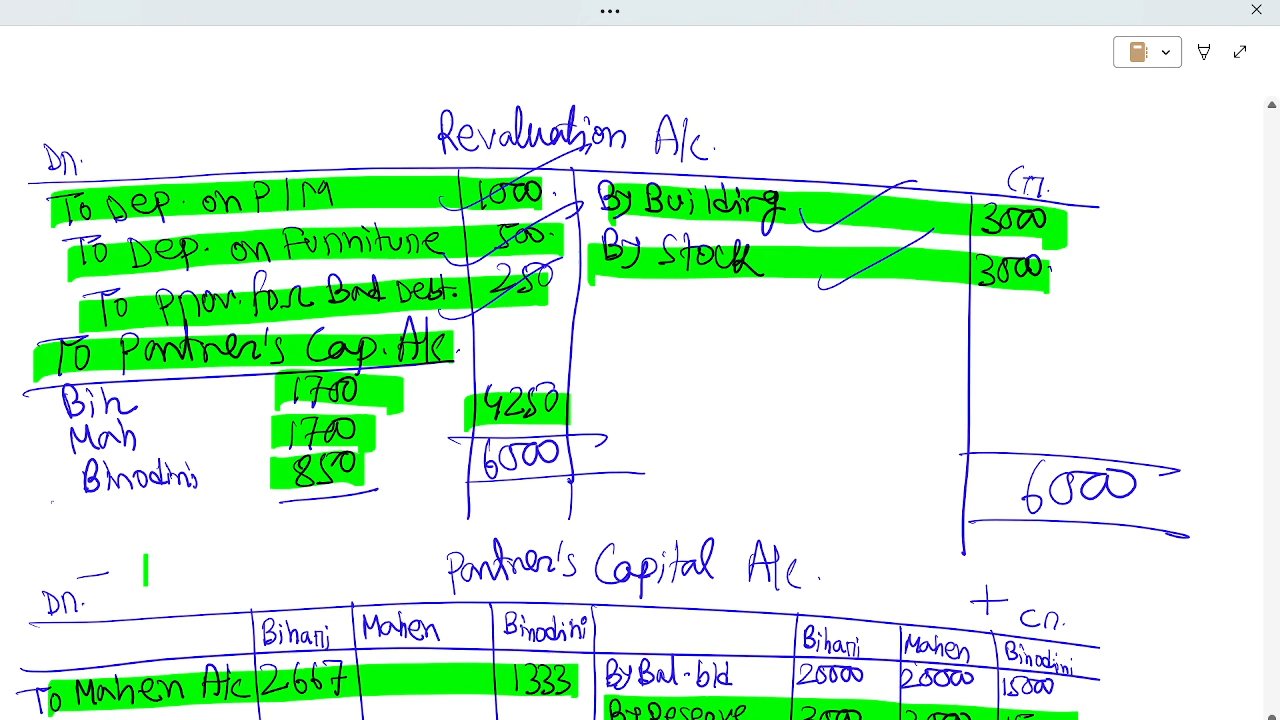 Revaluation A/c.
Dr. Cr.
To Dep. on P/M 1000. By Building 3000
To Dep. on Furniture 500. By Stock 3000.
To Prov. for Bad Debt. 250
To Partner's Cap. A/c.
Bih 1700 4250
Mah 1700 6000 6000
Binodini 850
Partner's Capital A/c.
Dr. Cr.
Bihari Mahen Binodini Bihari Mahen Binodini
To Mahen A/c 2667 1333 By Bal. b/d 20000 20000 15000
By Reserve